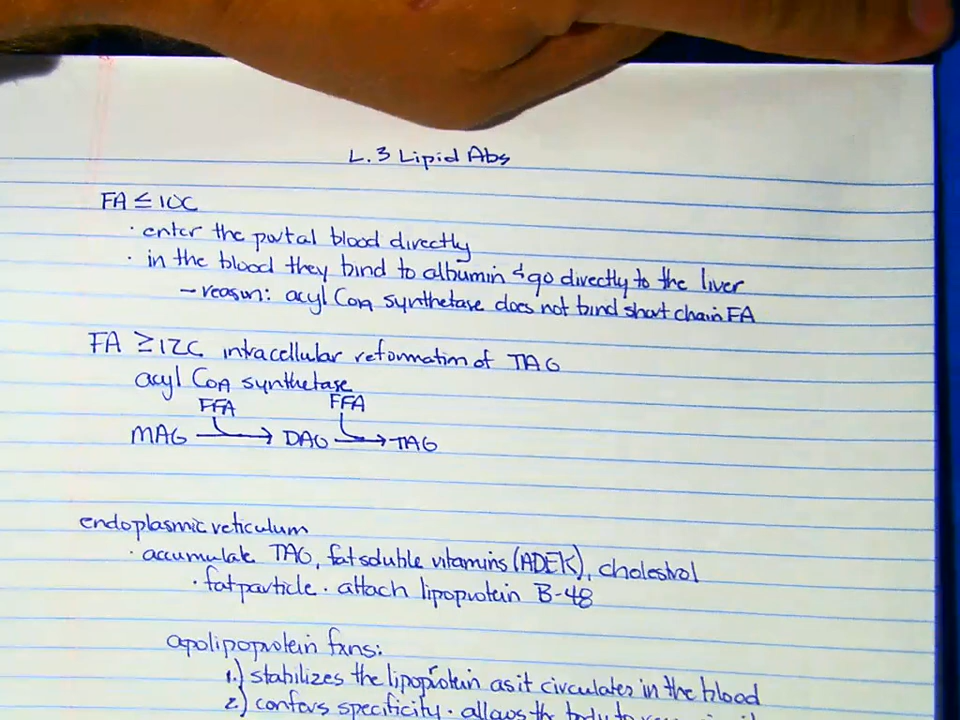 L.3 Lipid Abs
FA ≤ 10C
· enter the portal blood directly
· in the blood they bind to albumin & go directly to the liver
- reason: acyl CoA synthetase does not bind short chain FA
FA ≥ 12C intracellular reformation of TAG
acyl CoA synthetase
FFA FFA
MAG → DAG → TAG
endoplasmic reticulum
· accumulate TAG, fat soluble vitamins (ADEK), cholestrol
· fat particle · attach lipoprotein B-48
apolipoprotein fxns:
1.) stabilizes the lipoprotein as it circulates in the blood
2) confers specificity · allows the body to